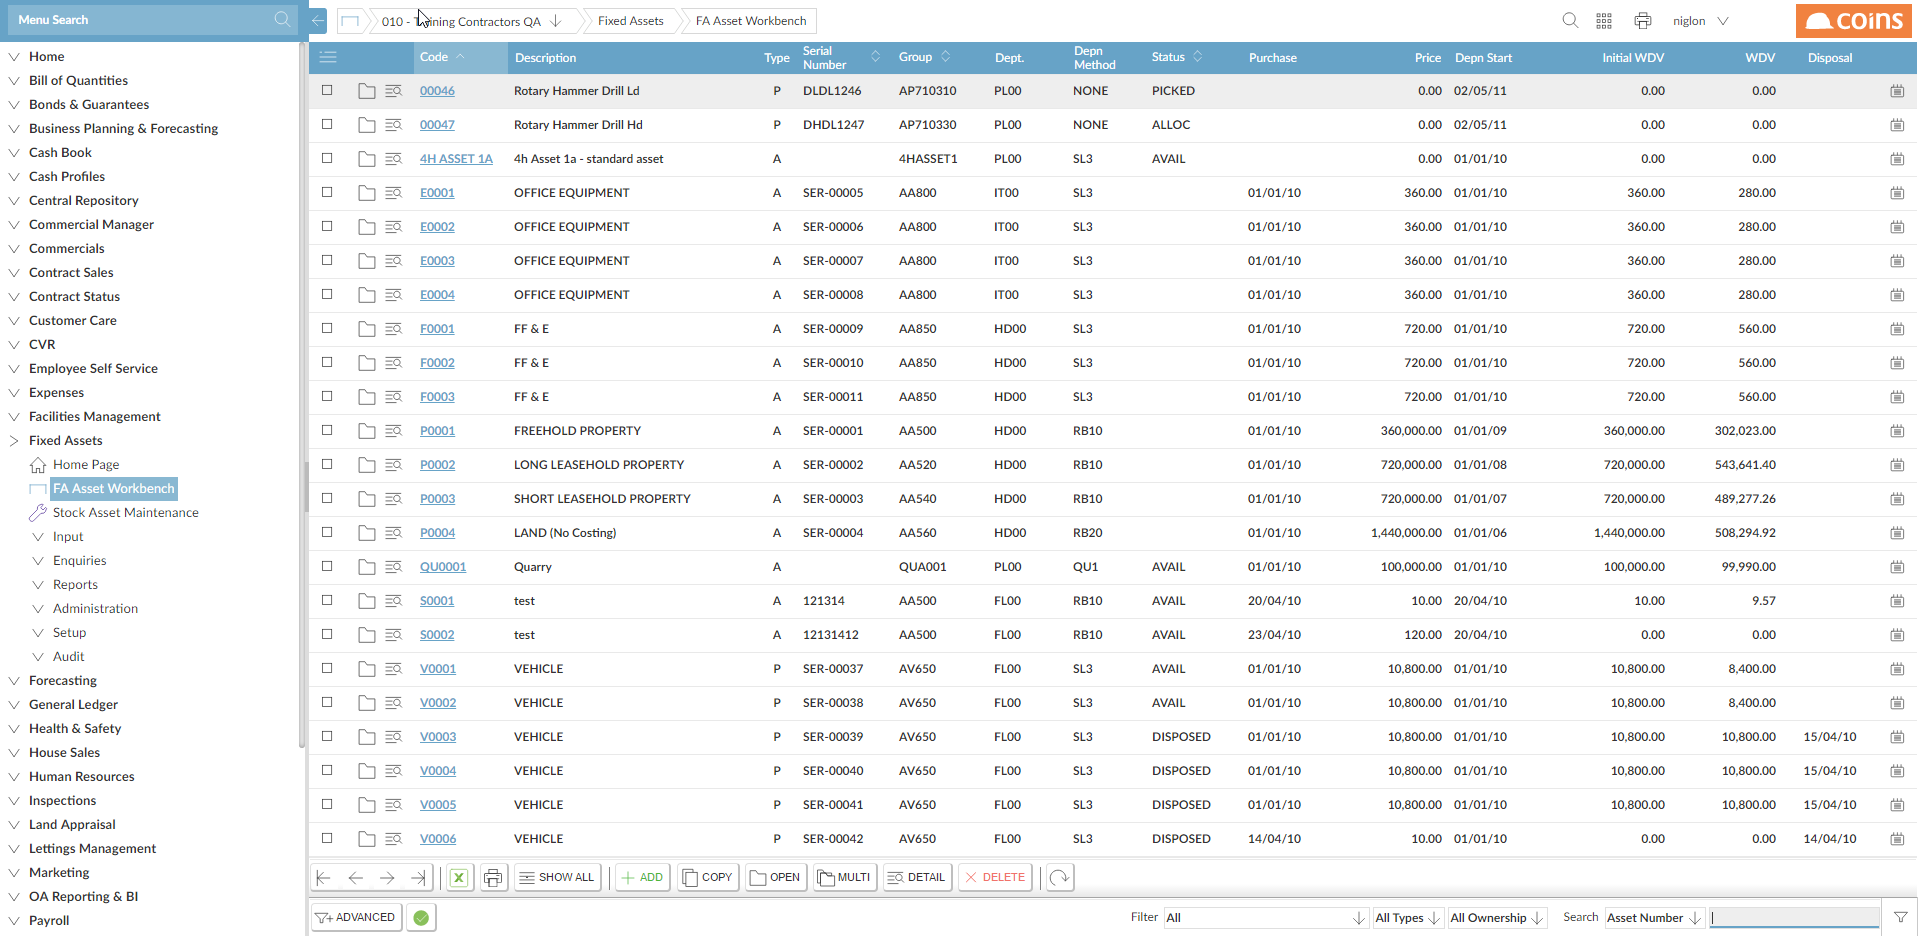 Menu Search
010 - Training Contractors QA
Fixed Assets
FA Asset Workbench
niglon
coins
Home
Bill of Quantities
Bonds & Guarantees
Business Planning & Forecasting
Cash Book
Cash Profiles
Central Repository
Commercial Manager
Commercials
Contract Sales
Contract Status
Customer Care
CVR
Employee Self Service
Expenses
Facilities Management
Fixed Assets
Home Page
FA Asset Workbench
Stock Asset Maintenance
Input
Enquiries
Reports
Administration
Setup
Audit
Forecasting
General Ledger
Health & Safety
House Sales
Human Resources
Inspections
Land Appraisal
Lettings Management
Marketing
OA Reporting & BI
Payroll
Code Description Type Serial Number Group Dept. Depn Method Status Purchase Price Depn Start Initial WDV WDV Disposal
00046 Rotary Hammer Drill Ld P DLDL1246 AP710310 PL00 NONE PICKED 0.00 02/05/11 0.00 0.00
00047 Rotary Hammer Drill Hd P DHDL1247 AP710330 PL00 NONE ALLOC 0.00 02/05/11 0.00 0.00
4H ASSET 1A 4h Asset 1a - standard asset A 4HASSET1 PL00 SL3 AVAIL 0.00 01/01/10 0.00 0.00
E0001 OFFICE EQUIPMENT A SER-00005 AA800 IT00 SL3 01/01/10 360.00 01/01/10 360.00 280.00
E0002 OFFICE EQUIPMENT A SER-00006 AA800 IT00 SL3 01/01/10 360.00 01/01/10 360.00 280.00
E0003 OFFICE EQUIPMENT A SER-00007 AA800 IT00 SL3 01/01/10 360.00 01/01/10 360.00 280.00
E0004 OFFICE EQUIPMENT A SER-00008 AA800 IT00 SL3 01/01/10 360.00 01/01/10 360.00 280.00
F0001 FF & E A SER-00009 AA850 HD00 SL3 01/01/10 720.00 01/01/10 720.00 560.00
F0002 FF & E A SER-00010 AA850 HD00 SL3 01/01/10 720.00 01/01/10 720.00 560.00
F0003 FF & E A SER-00011 AA850 HD00 SL3 01/01/10 720.00 01/01/10 720.00 560.00
P0001 FREEHOLD PROPERTY A SER-00001 AA500 HD00 RB10 01/01/10 360,000.00 01/01/09 360,000.00 302,023.00
P0002 LONG LEASEHOLD PROPERTY A SER-00002 AA520 HD00 RB10 01/01/10 720,000.00 01/01/08 720,000.00 543,641.40
P0003 SHORT LEASEHOLD PROPERTY A SER-00003 AA540 HD00 RB10 01/01/10 720,000.00 01/01/07 720,000.00 489,277.26
P0004 LAND (No Costing) A SER-00004 AA560 HD00 RB20 01/01/10 1,440,000.00 01/01/06 1,440,000.00 508,294.92
QU0001 Quarry A QUA001 PL00 QU1 AVAIL 01/01/10 100,000.00 01/01/10 100,000.00 99,990.00
S0001 test A 121314 AA500 FL00 RB10 AVAIL 20/04/10 10.00 20/04/10 10.00 9.57
S0002 test A 12131412 AA500 FL00 RB10 AVAIL 23/04/10 120.00 20/04/10 0.00 0.00
V0001 VEHICLE P SER-00037 AV650 FL00 SL3 AVAIL 01/01/10 10,800.00 01/01/10 10,800.00 8,400.00
V0002 VEHICLE P SER-00038 AV650 FL00 SL3 AVAIL 01/01/10 10,800.00 01/01/10 10,800.00 8,400.00
V0003 VEHICLE P SER-00039 AV650 FL00 SL3 DISPOSED 01/01/10 10,800.00 01/01/10 10,800.00 10,800.00 15/04/10
V0004 VEHICLE P SER-00040 AV650 FL00 SL3 DISPOSED 01/01/10 10,800.00 01/01/10 10,800.00 10,800.00 15/04/10
V0005 VEHICLE P SER-00041 AV650 FL00 SL3 DISPOSED 01/01/10 10,800.00 01/01/10 10,800.00 10,800.00 15/04/10
V0006 VEHICLE P SER-00042 AV650 FL00 SL3 DISPOSED 14/04/10 10.00 01/01/10 0.00 0.00 14/04/10
SHOW ALL ADD COPY OPEN MULTI DETAIL DELETE
ADVANCED Filter All All Types All Ownership Search Asset Number